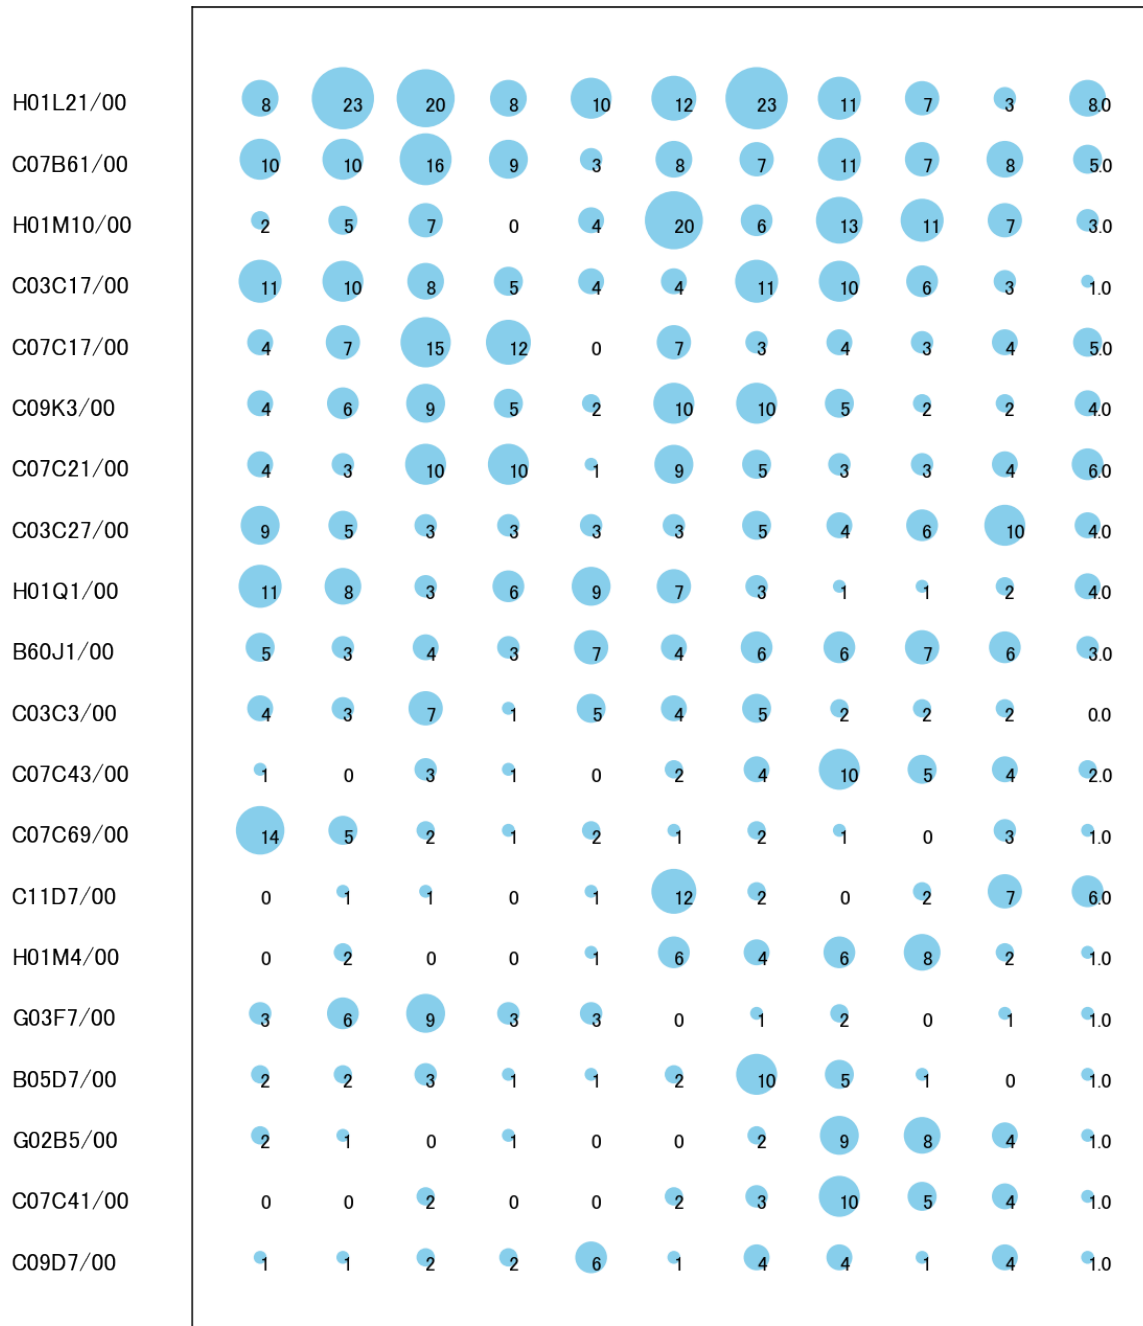 H01L21/00 8 23 20 8 10 12 23 11 7 3 8.0
C07B61/00 10 10 16 9 3 8 7 11 7 8 5.0
H01M10/00 2 5 7 0 4 20 6 13 11 7 3.0
C03C17/00 11 10 8 5 4 4 11 10 6 3 1.0
C07C17/00 4 7 15 12 0 7 3 4 3 4 5.0
C09K3/00 4 6 9 5 2 10 10 5 2 2 4.0
C07C21/00 4 3 10 10 1 9 5 3 3 4 6.0
C03C27/00 9 5 3 3 3 3 5 4 6 10 4.0
H01Q1/00 11 8 3 6 9 7 3 1 1 2 4.0
B60J1/00 5 3 4 3 7 4 6 6 7 6 3.0
C03C3/00 4 3 7 1 5 4 5 2 2 2 0.0
C07C43/00 1 0 3 1 0 2 4 10 5 4 2.0
C07C69/00 14 5 2 1 2 1 2 1 0 3 1.0
C11D7/00 0 1 1 0 1 12 2 0 2 7 6.0
H01M4/00 0 2 0 0 1 6 4 6 8 2 1.0
G03F7/00 3 6 9 3 3 0 1 2 0 1 1.0
B05D7/00 2 2 3 1 1 2 10 5 1 0 1.0
G02B5/00 2 1 0 1 0 0 2 9 8 4 1.0
C07C41/00 0 0 2 0 0 2 3 10 5 4 1.0
C09D7/00 1 1 2 2 6 1 4 4 1 4 1.0